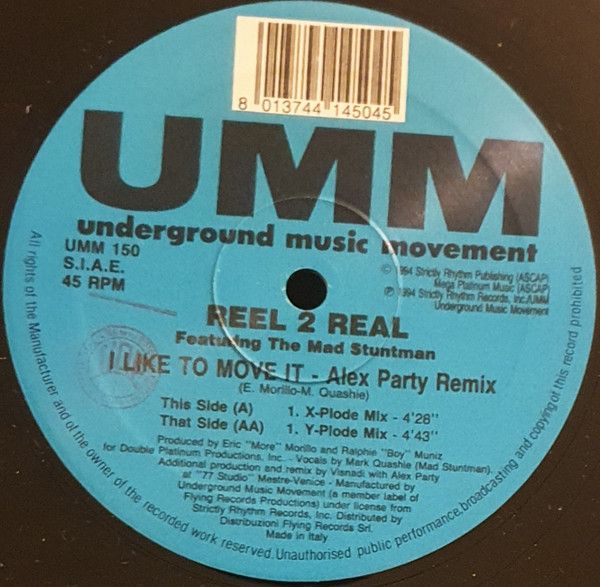 8 013744 145045
UMM
underground music movement
UMM 150
S.I.A.E.
45 RPM
© 1994 Strictly Rhythm Publishing (ASCAP)
Mega Platinum Music (ASCAP)
℗ 1994 Strictly Rhythm Records, Inc./UMM
Underground Music Movement
REEL 2 REAL
Featuring The Mad Stuntman
I LIKE TO MOVE IT - Alex Party Remix
(E. Morillo-M. Quashie)
This Side (A) 1. X-Plode Mix - 4'28"
That Side (AA) 1. Y-Plode Mix - 4'43"
Produced by Eric "More" Morillo and Ralphie "Boy" Muniz
for Double Platinum Productions, Inc. - Vocals by Mark Quashie (Mad Stuntman).
Additional production and remix by Visnadi with Alex Party
at "77 Studio" Mestre-Venice - Manufactured by
Underground Music Movement (a member label of
Flying Records Productions) under license from
Strictly Rhythm Records, Inc. Distributed by
Distribuzioni Flying Records Srl.
Made in Italy
All rights of the Manufacturer and of the owner of the recorded work reserved. Unauthorised public performance, broadcasting and copying of this record prohibited